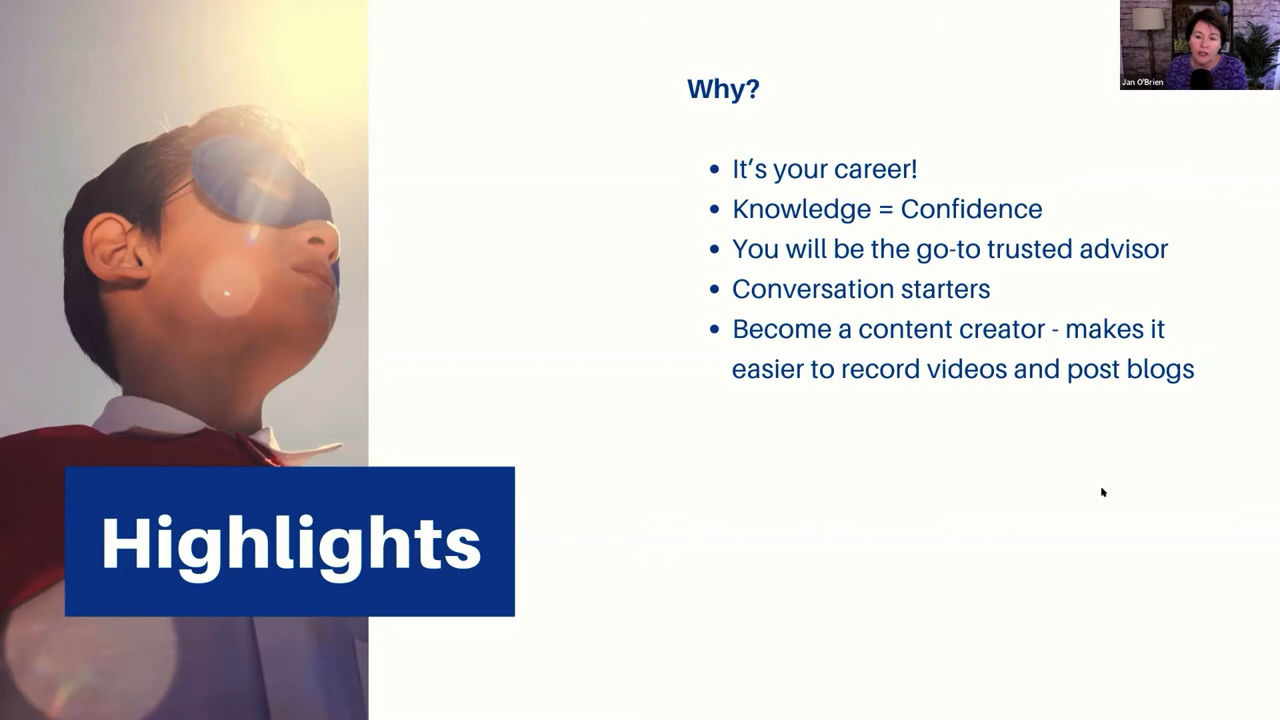 Why?
Jan O'Brien
• It's your career!
• Knowledge = Confidence
• You will be the go-to trusted advisor
• Conversation starters
• Become a content creator - makes it
easier to record videos and post blogs
Highlights